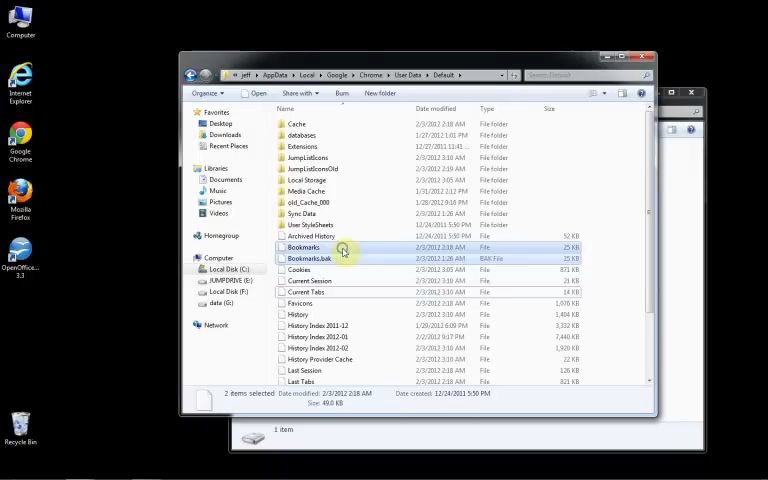 Computer
Internet Explorer
Google Chrome
Mozilla Firefox
OpenOffice... 3.3
Recycle Bin
« jeff ▸ AppData ▸ Local ▸ Google ▸ Chrome ▸ User Data ▸ Default ▸
Search Default
Organize Open Share with Burn New folder
Favorites
Desktop
Downloads
Recent Places
Libraries
Documents
Music
Pictures
Videos
Homegroup
Computer
Local Disk (C:)
JUMPDRIVE (E:)
Local Disk (F:)
data (G:)
Network
Name Date modified Type Size
Cache 2/3/2012 2:18 AM File folder
databases 1/27/2012 1:01 PM File folder
Extensions 12/27/2011 11:41 ... File folder
JumpListIcons 2/3/2012 3:10 AM File folder
JumpListIconsOld 2/3/2012 3:10 AM File folder
Local Storage 2/3/2012 3:05 AM File folder
Media Cache 1/31/2012 2:12 PM File folder
old_Cache_000 2/3/2012 2:18 AM File folder
Sync Data 2/3/2012 1:26 AM File folder
User StyleSheets 12/24/2011 5:50 PM File folder
Archived History 12/24/2011 5:50 PM File 52 KB
Bookmarks 2/3/2012 2:18 AM File 25 KB
Bookmarks.bak 2/3/2012 1:26 AM BAK File 25 KB
Cookies 2/3/2012 3:05 AM File 871 KB
Current Session 2/3/2012 3:10 AM File 21 KB
Current Tabs 2/3/2012 3:10 AM File 14 KB
Favicons 2/3/2012 3:10 AM File 1,076 KB
History 2/3/2012 3:10 AM File 1,404 KB
History Index 2011-12 1/29/2012 6:09 PM File 3,332 KB
History Index 2012-01 2/2/2012 9:17 PM File 7,440 KB
History Index 2012-02 2/3/2012 3:10 AM File 1,920 KB
History Provider Cache 2/3/2012 3:10 AM File 22 KB
Last Session 2/3/2012 3:10 AM File 126 KB
Last Tabs 2/3/2012 3:10 AM File 821 KB
2 items selected Date modified: 2/3/2012 2:18 AM Date created: 12/24/2011 5:50 PM
Size: 49.0 KB
1 item